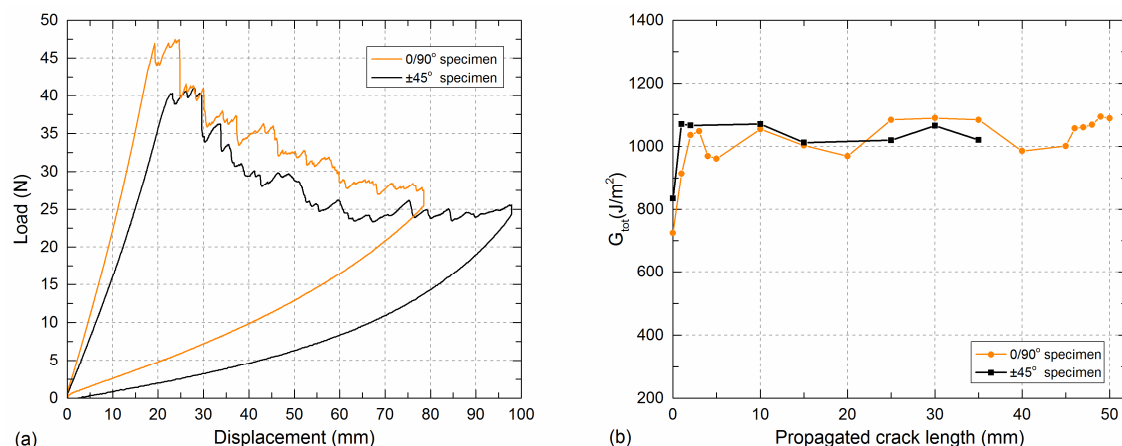 50
45
40
35
30
25
20
15
10
5
0
Load (N)
0/90° specimen
±45° specimen
0 10 20 30 40 50 60 70 80 90 100
Displacement (mm)
(a)
1400
1200
1000
800
600
400
200
G_tot(J/m²)
0/90° specimen
±45° specimen
0 10 20 30 40 50
Propagated crack length (mm)
(b)